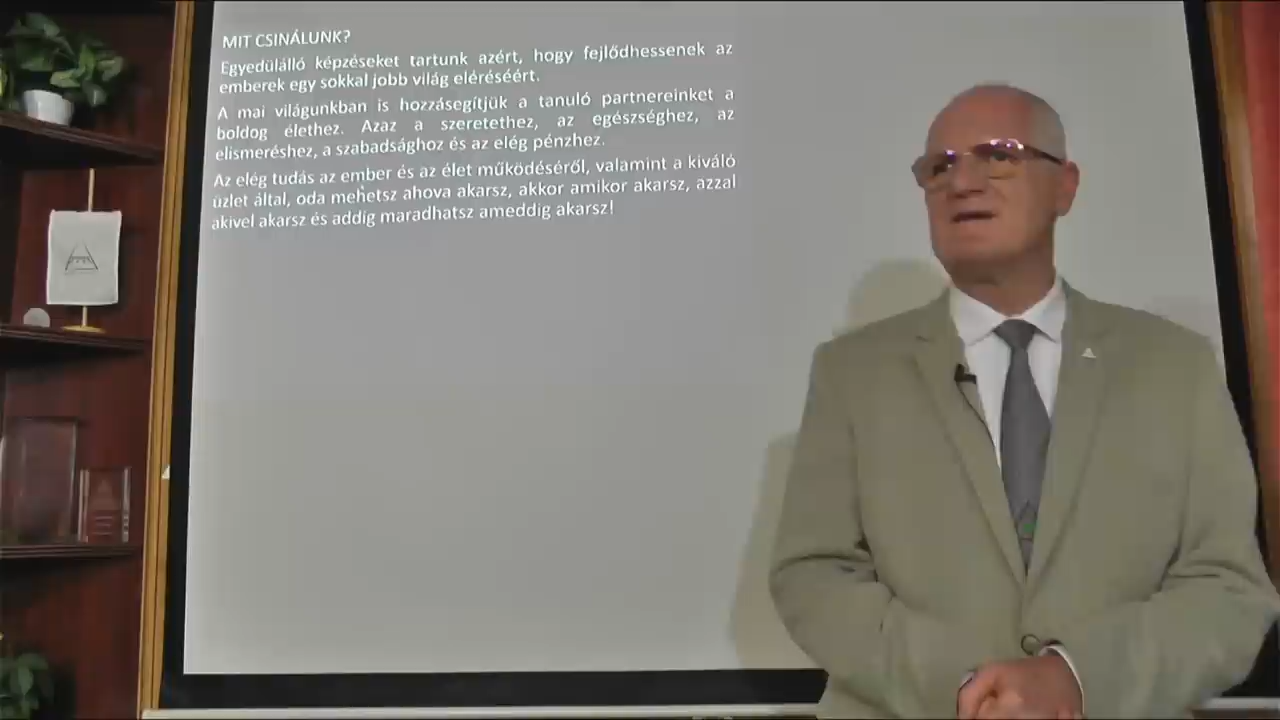 MIT CSINÁLUNK?
Egyedülálló képzéseket tartunk azért, hogy fejlődhessenek az
emberek egy sokkal jobb világ eléréséért.
A mai világunkban is hozzásegítjük a tanuló partnereinket a
boldog élethez. Azaz a szeretethez, az egészséghez, az
elismeréshez, a szabadsághoz és az elég pénzhez.
Az elég tudás az ember és az élet működéséről, valamint a kiváló
üzlet által, oda mehetsz ahova akarsz, akkor amikor akarsz, azzal
akivel akarsz és addig maradhatsz ameddig akarsz!